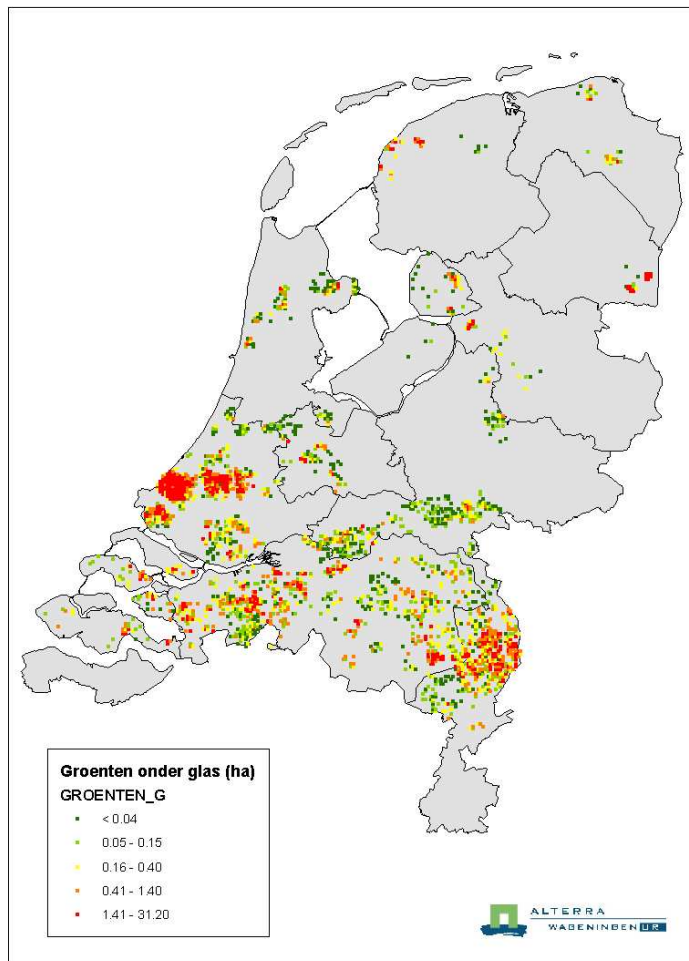 Groenten onder glas (ha)
GROENTEN_G
< 0.04
0.05 - 0.15
0.16 - 0.40
0.41 - 1.40
1.41 - 31.20
ALTERRA
WAGENINGEN UR